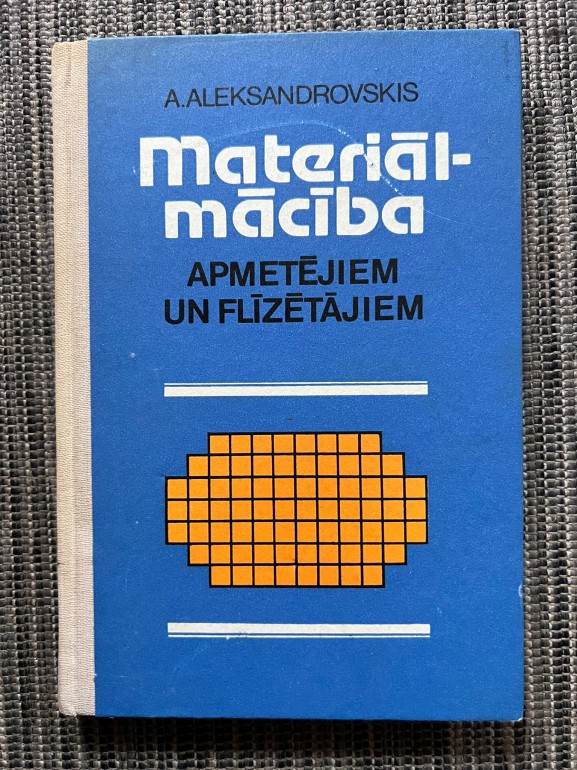 A.ALEKSANDROVSKIS
Materiāl-
mācība
APMETĒJIEM
UN FLĪZĒTĀJIEM